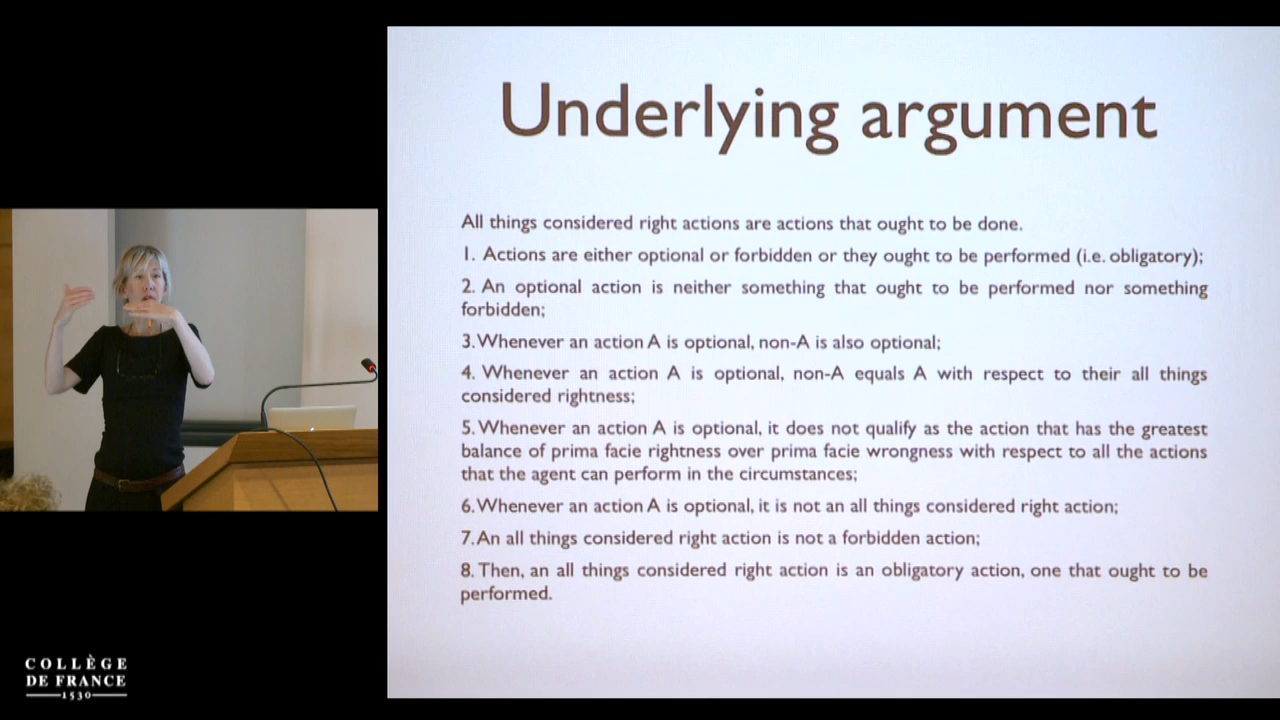 Underlying argument
All things considered right actions are actions that ought to be done.
1. Actions are either optional or forbidden or they ought to be performed (i.e. obligatory);
2. An optional action is neither something that ought to be performed nor something
forbidden;
3. Whenever an action A is optional, non-A is also optional;
4. Whenever an action A is optional, non-A equals A with respect to their all things
considered rightness;
5. Whenever an action A is optional, it does not qualify as the action that has the greatest
balance of prima facie rightness over prima facie wrongness with respect to all the actions
that the agent can perform in the circumstances;
6. Whenever an action A is optional, it is not an all things considered right action;
7. An all things considered right action is not a forbidden action;
8. Then, an all things considered right action is an obligatory action, one that ought to be
performed.
COLLÈGE
DE FRANCE
1530